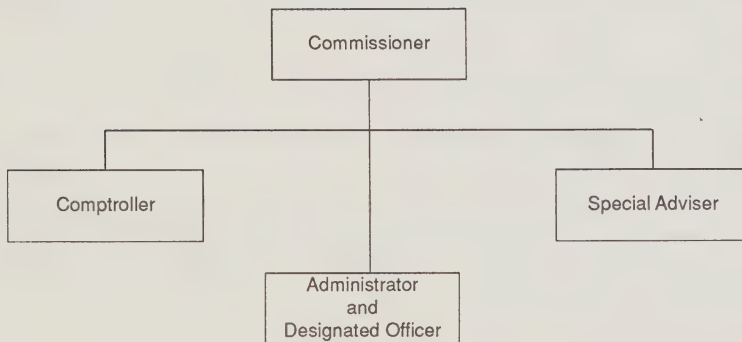 Commissioner
Comptroller
Special Adviser
Administrator
and
Designated Officer